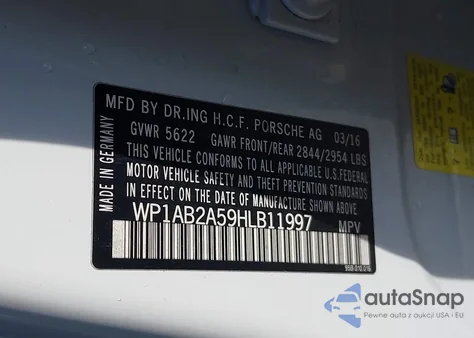 MADE IN GERMANY
MFD BY DR.ING H.C.F. PORSCHE AG 03/16
GVWR 5622 GAWR FRONT/REAR 2844/2954 LBS
THIS VEHICLE CONFORMS TO ALL APPLICABLE U.S.FEDERAL
MOTOR VEHICLE SAFETY AND THEFT PREVENTION STANDARDS
IN EFFECT ON THE DATE OF MANUFACTURE SHOWN ABOVE.
WP1AB2A59HLB11997 MPV
autoSnap
Pewne auta z aukcji USA i EU